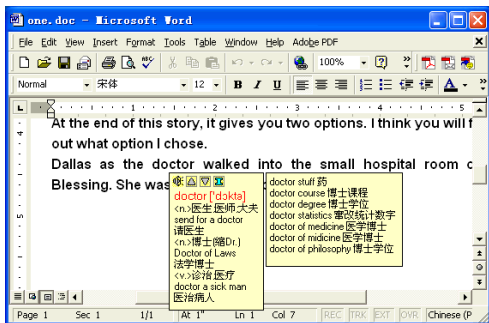 one.doc - Microsoft Word
File Edit View Insert Format Tools Table Window Help Adobe PDF
100%
Normal 宋体 12 B I U A
1 2 3 4 5
At the end of this story, it gives you two options. I think you will f
out what option I chose.
Dallas as the doctor walked into the small hospital room o
Blessing. She was
doctor ['dɔktə]
<n.>医生,医师,大夫
send for a doctor
请医生
<n.>博士(缩Dr.)
Doctor of Laws
法学博士
<v.>诊治,医疗
doctor a sick man
医治病人
doctor stuff 药
doctor course 博士课程
doctor degree 博士学位
doctor statistics 窜改统计数字
doctor of medicine 医学博士
doctor of midicine 医学博士
doctor of philosophy 博士学位
Page 1 Sec 1 1/1 At 1" Ln 1 Col 7 REC TRK EXT OVR Chinese (P